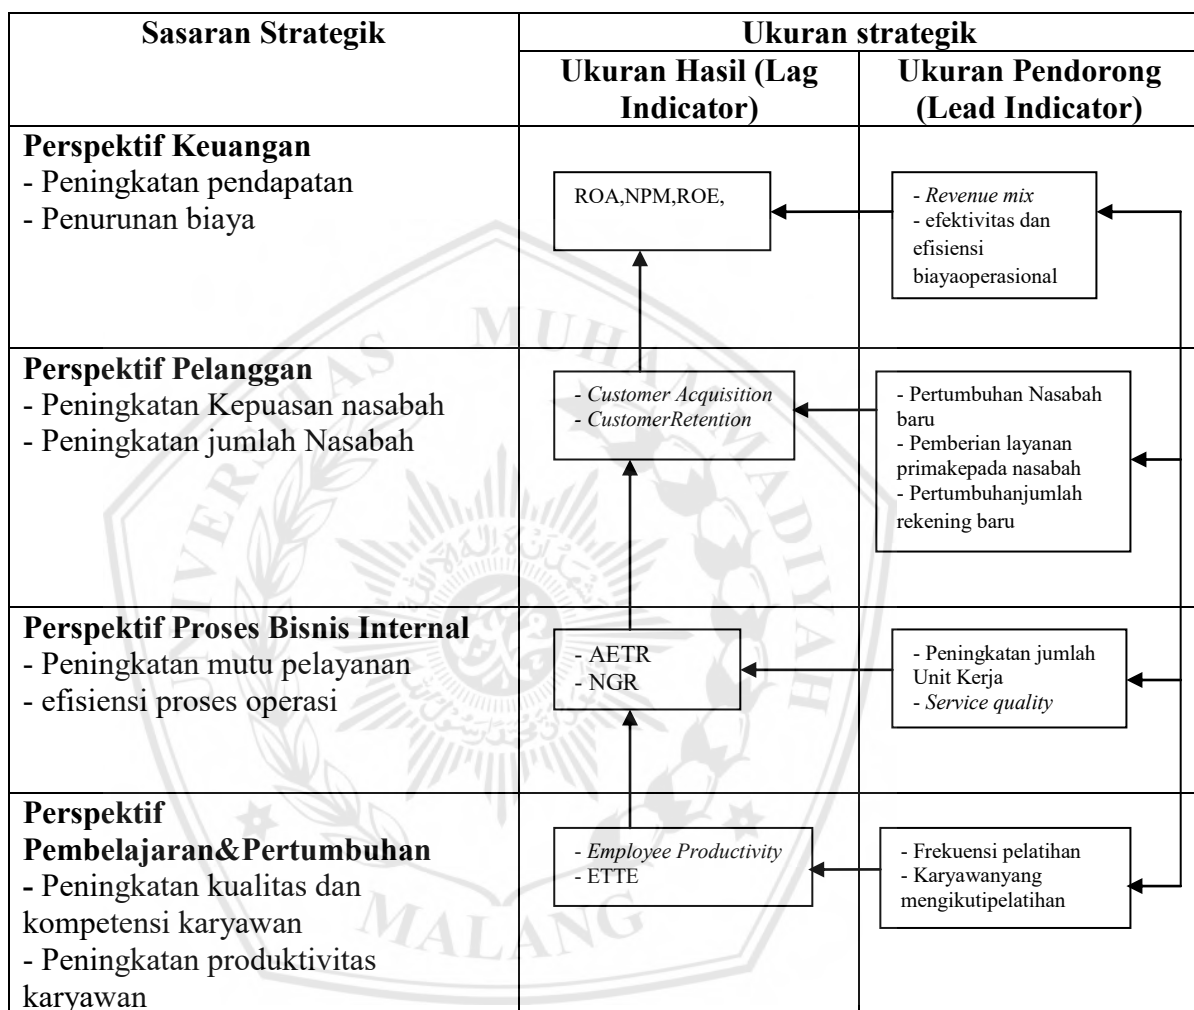 Sasaran Strategik
Ukuran strategik
Ukuran Hasil (Lag
Indicator)
Ukuran Pendorong
(Lead Indicator)
Perspektif Keuangan
- Peningkatan pendapatan
- Penurunan biaya
ROA,NPM,ROE,
- Revenue mix
- efektivitas dan
efisiensi
biayaoperasional
Perspektif Pelanggan
- Peningkatan Kepuasan nasabah
- Peningkatan jumlah Nasabah
- Customer Acquisition
- CustomerRetention
- Pertumbuhan Nasabah
baru
- Pemberian layanan
primakepada nasabah
- Pertumbuhanjumlah
rekening baru
Perspektif Proses Bisnis Internal
- Peningkatan mutu pelayanan
- efisiensi proses operasi
- AETR
- NGR
- Peningkatan jumlah
Unit Kerja
- Service quality
Perspektif
Pembelajaran&Pertumbuhan
- Peningkatan kualitas dan
kompetensi karyawan
- Peningkatan produktivitas
karyawan
- Employee Productivity
- ETTE
- Frekuensi pelatihan
- Karyawanyang
mengikutipelatihan
UNIVERSITAS MUHAMMADIYAH
MALANG